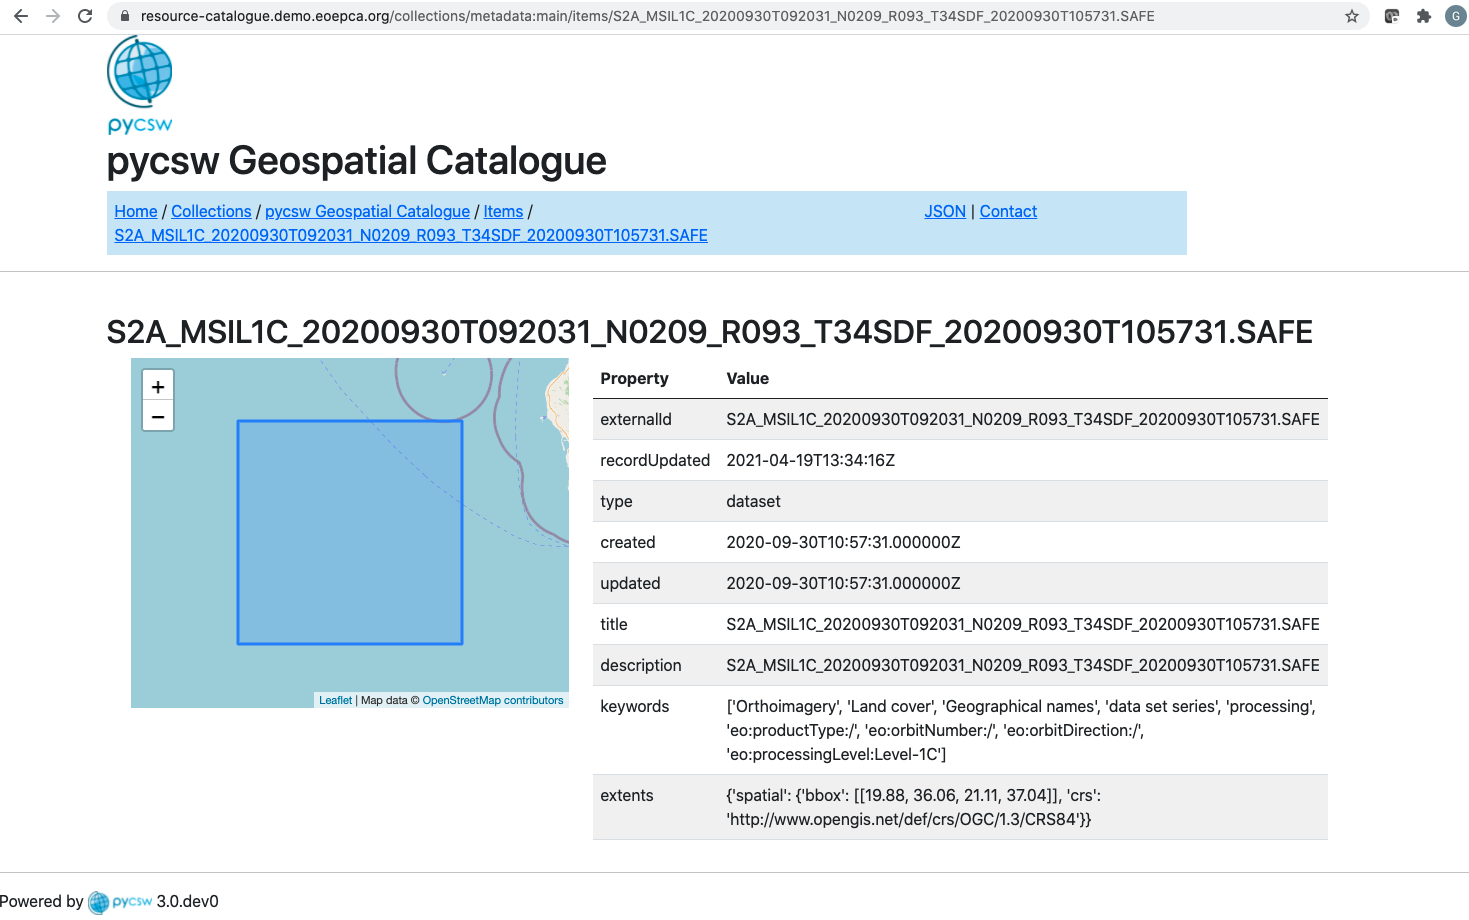 resource-catalogue.demo.eoepca.org/collections/metadata:main/items/S2A_MSIL1C_20200930T092031_N0209_R093_T34SDF_20200930T105731.SAFE
G
pycsw
pycsw Geospatial Catalogue
Home / Collections / pycsw Geospatial Catalogue / Items /
S2A_MSIL1C_20200930T092031_N0209_R093_T34SDF_20200930T105731.SAFE
JSON | Contact
S2A_MSIL1C_20200930T092031_N0209_R093_T34SDF_20200930T105731.SAFE
+
−
Leaflet | Map data © OpenStreetMap contributors
Property Value
externalId S2A_MSIL1C_20200930T092031_N0209_R093_T34SDF_20200930T105731.SAFE
recordUpdated 2021-04-19T13:34:16Z
type dataset
created 2020-09-30T10:57:31.000000Z
updated 2020-09-30T10:57:31.000000Z
title S2A_MSIL1C_20200930T092031_N0209_R093_T34SDF_20200930T105731.SAFE
description S2A_MSIL1C_20200930T092031_N0209_R093_T34SDF_20200930T105731.SAFE
keywords ['Orthoimagery', 'Land cover', 'Geographical names', 'data set series', 'processing',
'eo:productType:/', 'eo:orbitNumber:/', 'eo:orbitDirection:/',
'eo:processingLevel:Level-1C']
extents {'spatial': {'bbox': [[19.88, 36.06, 21.11, 37.04]], 'crs':
'http://www.opengis.net/def/crs/OGC/1.3/CRS84'}}
Powered by pycsw 3.0.dev0